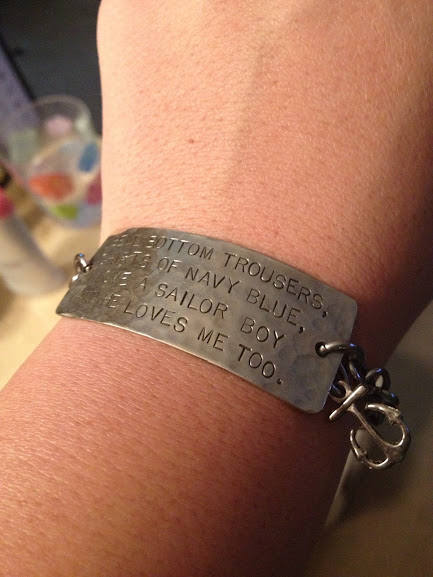 BOTTOM TROUSERS,
OF NAVY BLUE,
A SAILOR BOY
LOVES ME TOO.